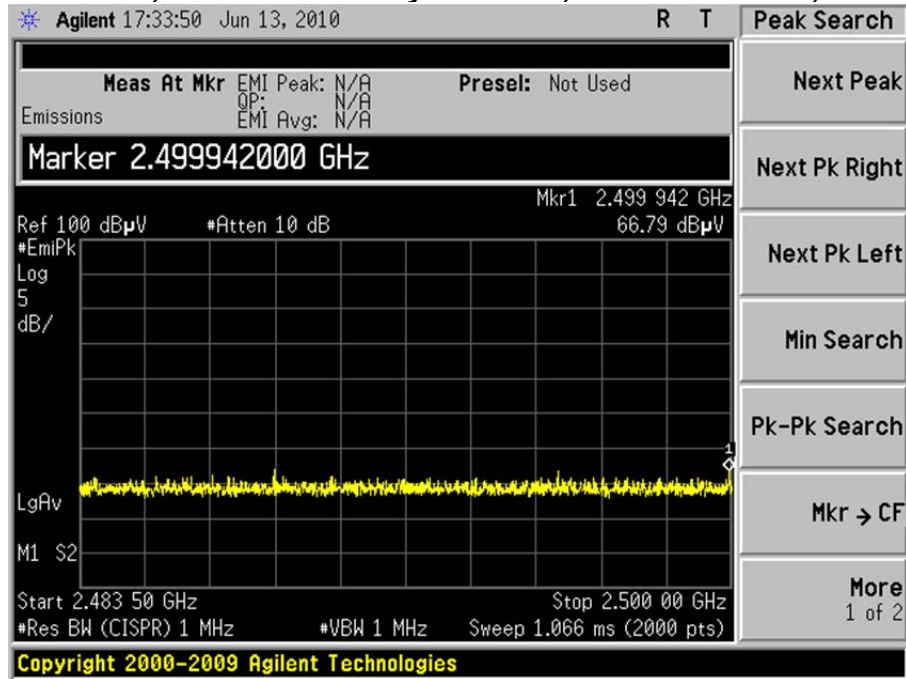 Agilent 17:33:50 Jun 13, 2010 R T Peak Search
Meas At Mkr EMI Peak: N/A Presel: Not Used
QP: N/A
Emissions EMI Avg: N/A
Marker 2.499942000 GHz
Mkr1 2.499 942 GHz
Ref 100 dBµV #Atten 10 dB 66.79 dBµV
#EmiPk
Log
5
dB/
1
LgAv
M1 S2
Start 2.483 50 GHz Stop 2.500 00 GHz
#Res BW (CISPR) 1 MHz #VBW 1 MHz Sweep 1.066 ms (2000 pts)
Copyright 2000-2009 Agilent Technologies
Next Peak
Next Pk Right
Next Pk Left
Min Search
Pk-Pk Search
Mkr → CF
More
1 of 2